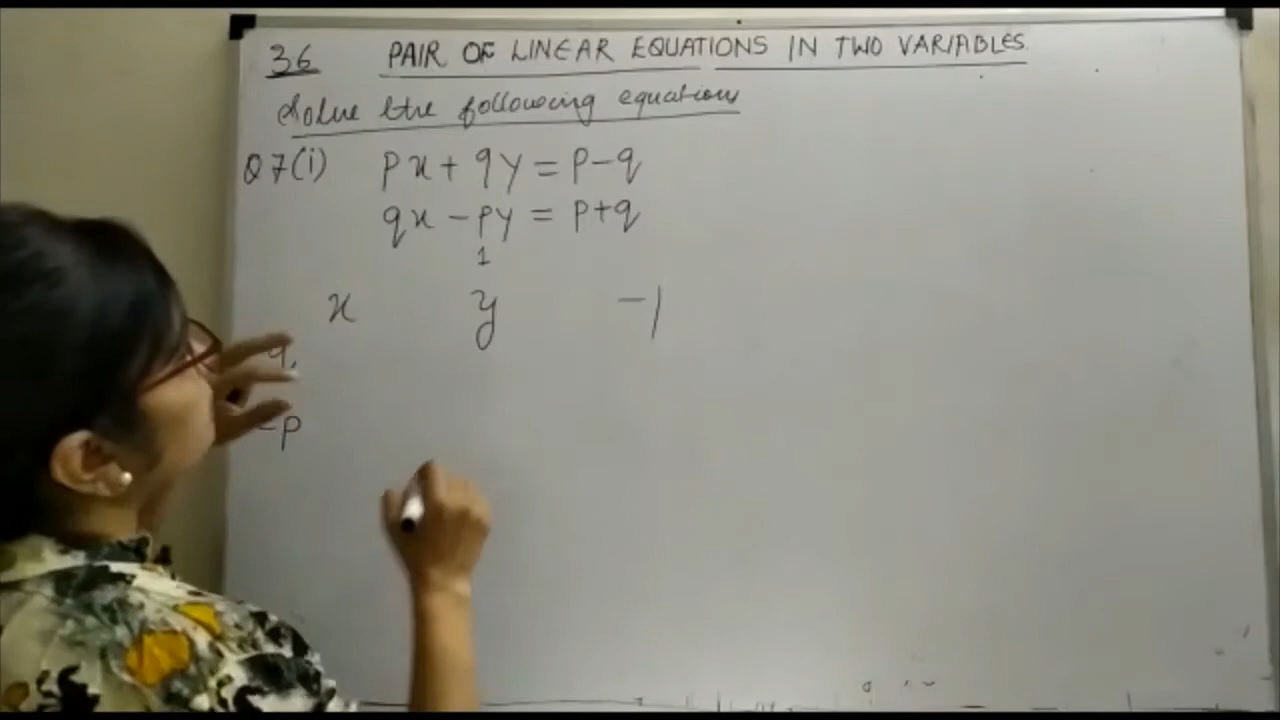 36 PAIR OF LINEAR EQUATIONS IN TWO VARIABLES
Solve the following equations
Q7(i) px + qy = p-q
qx - py = p+q
1
x y -1
q
-p